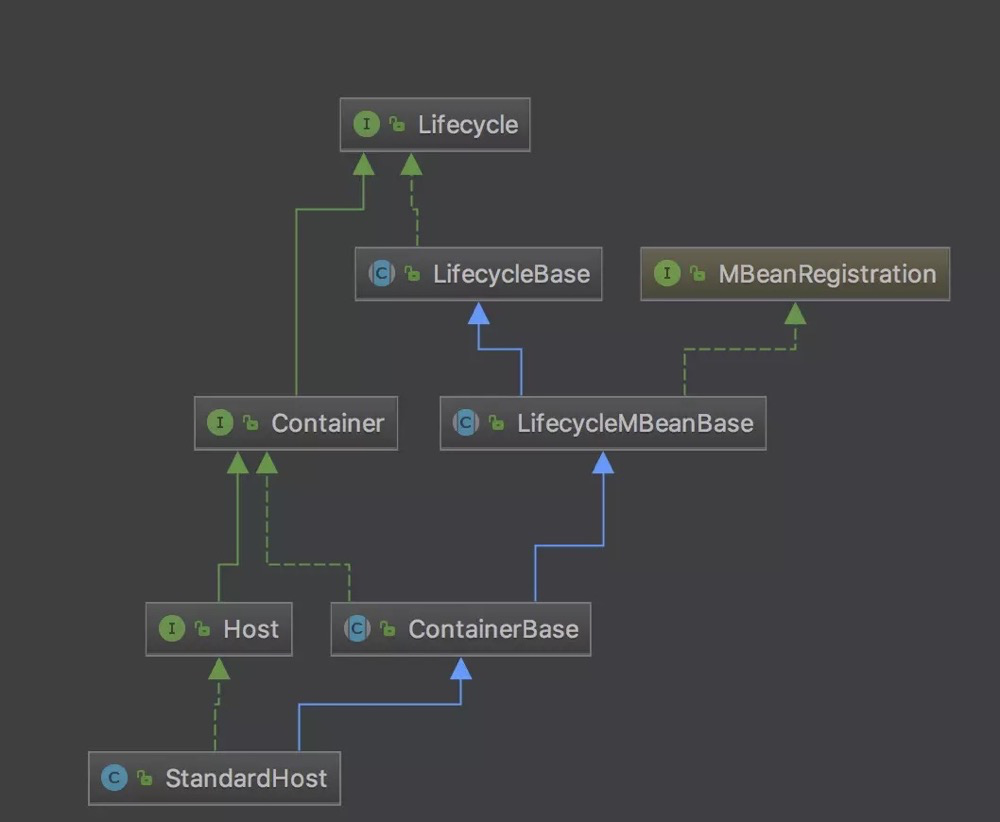 I Lifecycle
C LifecycleBase
I MBeanRegistration
I Container
C LifecycleMBeanBase
I Host
C ContainerBase
C StandardHost